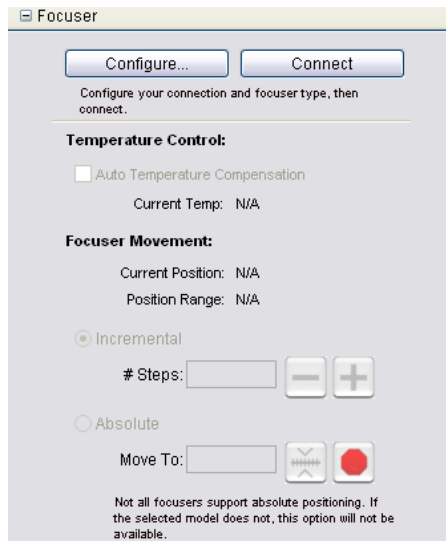 Focuser
Configure... Connect
Configure your connection and focuser type, then
connect.
Temperature Control:
Auto Temperature Compensation
Current Temp: N/A
Focuser Movement:
Current Position: N/A
Position Range: N/A
Incremental
# Steps:
Absolute
Move To:
Not all focusers support absolute positioning. If
the selected model does not, this option will not be
available.